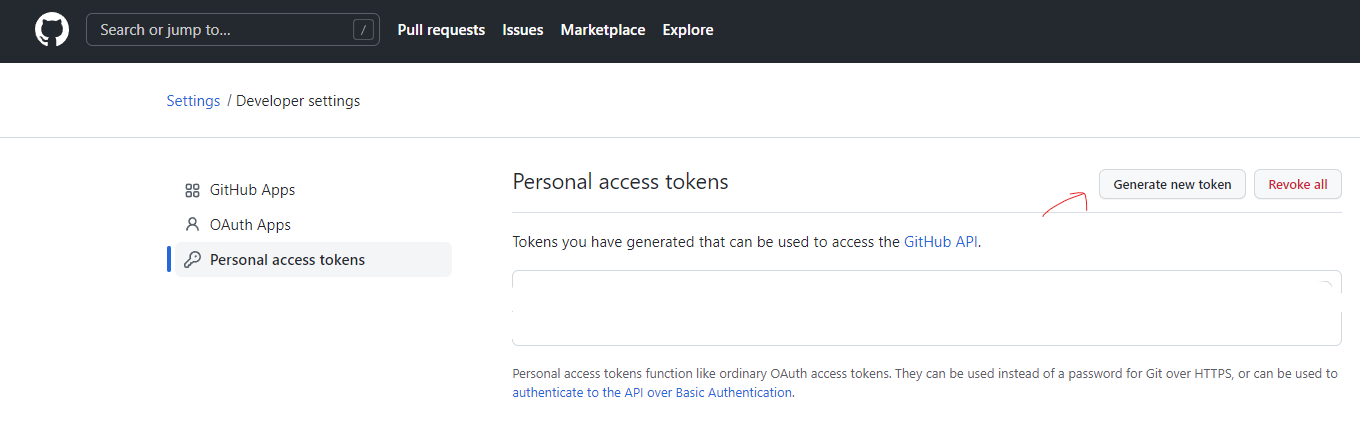 Search or jump to... /
Pull requests Issues Marketplace Explore
Settings / Developer settings
GitHub Apps
OAuth Apps
Personal access tokens
Personal access tokens
Generate new token Revoke all
Tokens you have generated that can be used to access the GitHub API.
Personal access tokens function like ordinary OAuth access tokens. They can be used instead of a password for Git over HTTPS, or can be used to
authenticate to the API over Basic Authentication.